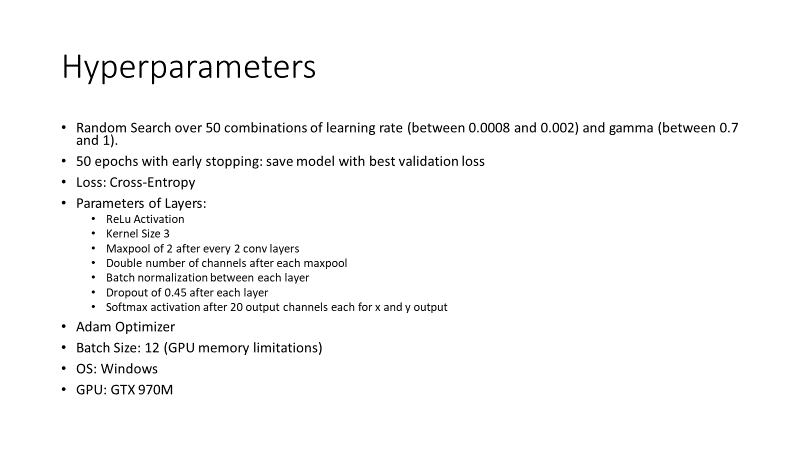 Hyperparameters
• Random Search over 50 combinations of learning rate (between 0.0008 and 0.002) and gamma (between 0.7
and 1).
• 50 epochs with early stopping: save model with best validation loss
• Loss: Cross-Entropy
• Parameters of Layers:
• ReLu Activation
• Kernel Size 3
• Maxpool of 2 after every 2 conv layers
• Double number of channels after each maxpool
• Batch normalization between each layer
• Dropout of 0.45 after each layer
• Softmax activation after 20 output channels each for x and y output
• Adam Optimizer
• Batch Size: 12 (GPU memory limitations)
• OS: Windows
• GPU: GTX 970M